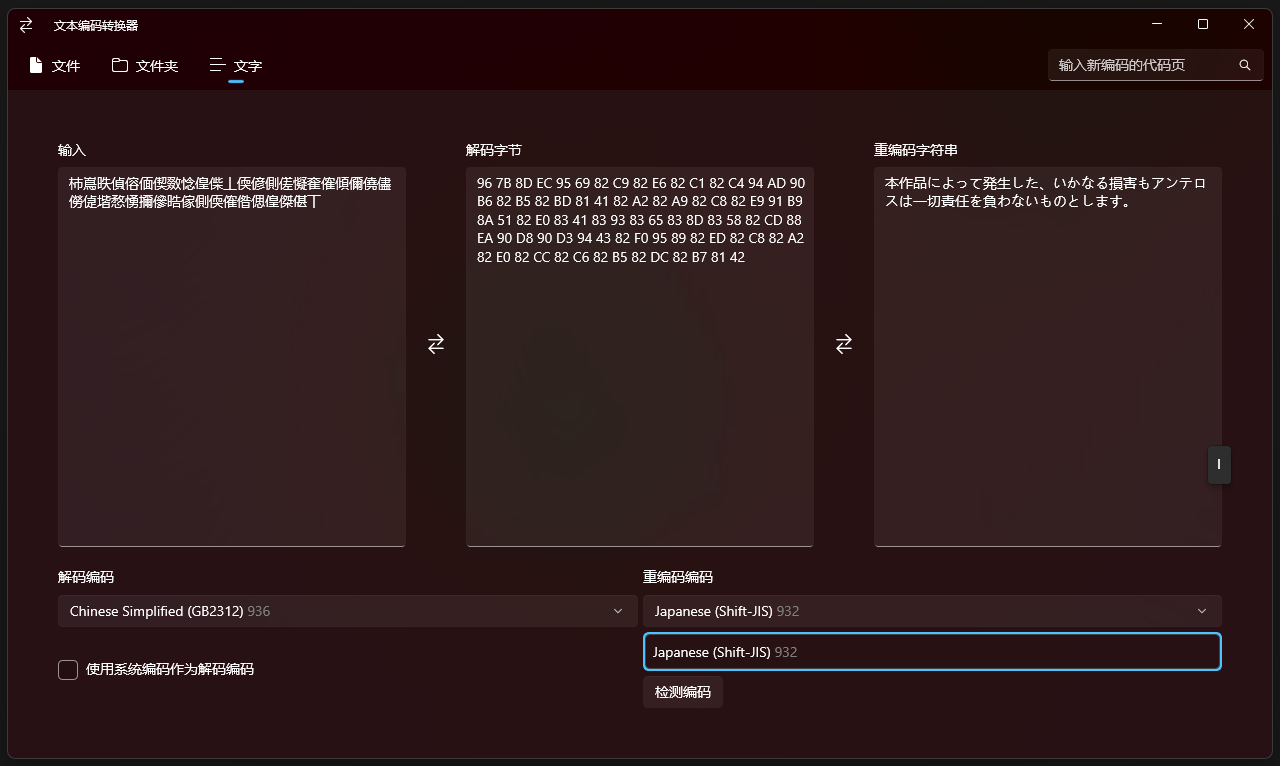 文本编码转换器
文件
文件夹
文字
输入新编码的代码页
输入
解码字节
重编码字符串
杮嶌昳偵傛偭偰敪惗偟偨丄偄偐側傞懝奞傕傾儞僥儘
僗偼堦愗愑擟傪晧傢側偄傕偺偲偟傑偡丅
96 7B 8D EC 95 69 82 C9 82 E6 82 C1 82 C4 94 AD 90
B6 82 B5 82 BD 81 41 82 A2 82 A9 82 C8 82 E9 91 B9
8A 51 82 E0 83 41 83 93 83 65 83 8D 83 58 82 CD 88
EA 90 D8 90 D3 94 43 82 F0 95 89 82 ED 82 C8 82 A2
82 E0 82 CC 82 C6 82 B5 82 DC 82 B7 81 42
本作品によって発生した、いかなる損害もアンテロ
スは一切責任を負わないものとします。
解码编码
重编码编码
Chinese Simplified (GB2312) 936
Japanese (Shift-JIS) 932
Japanese (Shift-JIS) 932
使用系统编码作为解码编码
检测编码